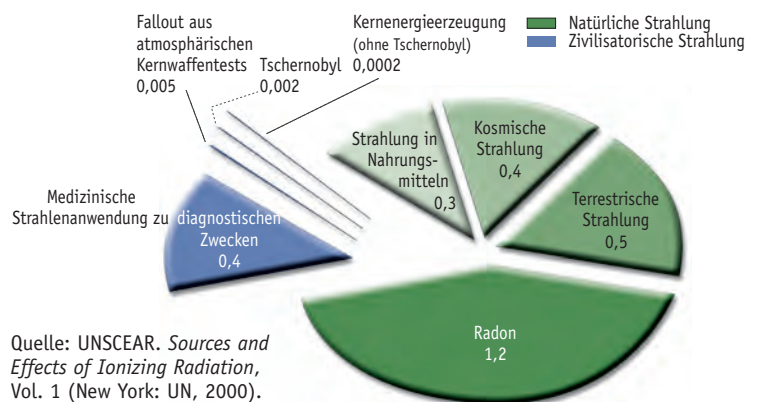 Fallout aus
atmosphärischen
Kernwaffentests
0,005
Tschernobyl
0,002
Kernenergieerzeugung
(ohne Tschernobyl)
0,0002
Natürliche Strahlung
Zivilisatorische Strahlung
Strahlung in
Nahrungs-
mitteln
0,3
Kosmische
Strahlung
0,4
Terrestrische
Strahlung
0,5
Medizinische
Strahlenanwendung zu diagnostischen
Zwecken
0,4
Radon
1,2
Quelle: UNSCEAR. Sources and
Effects of Ionizing Radiation,
Vol. 1 (New York: UN, 2000).